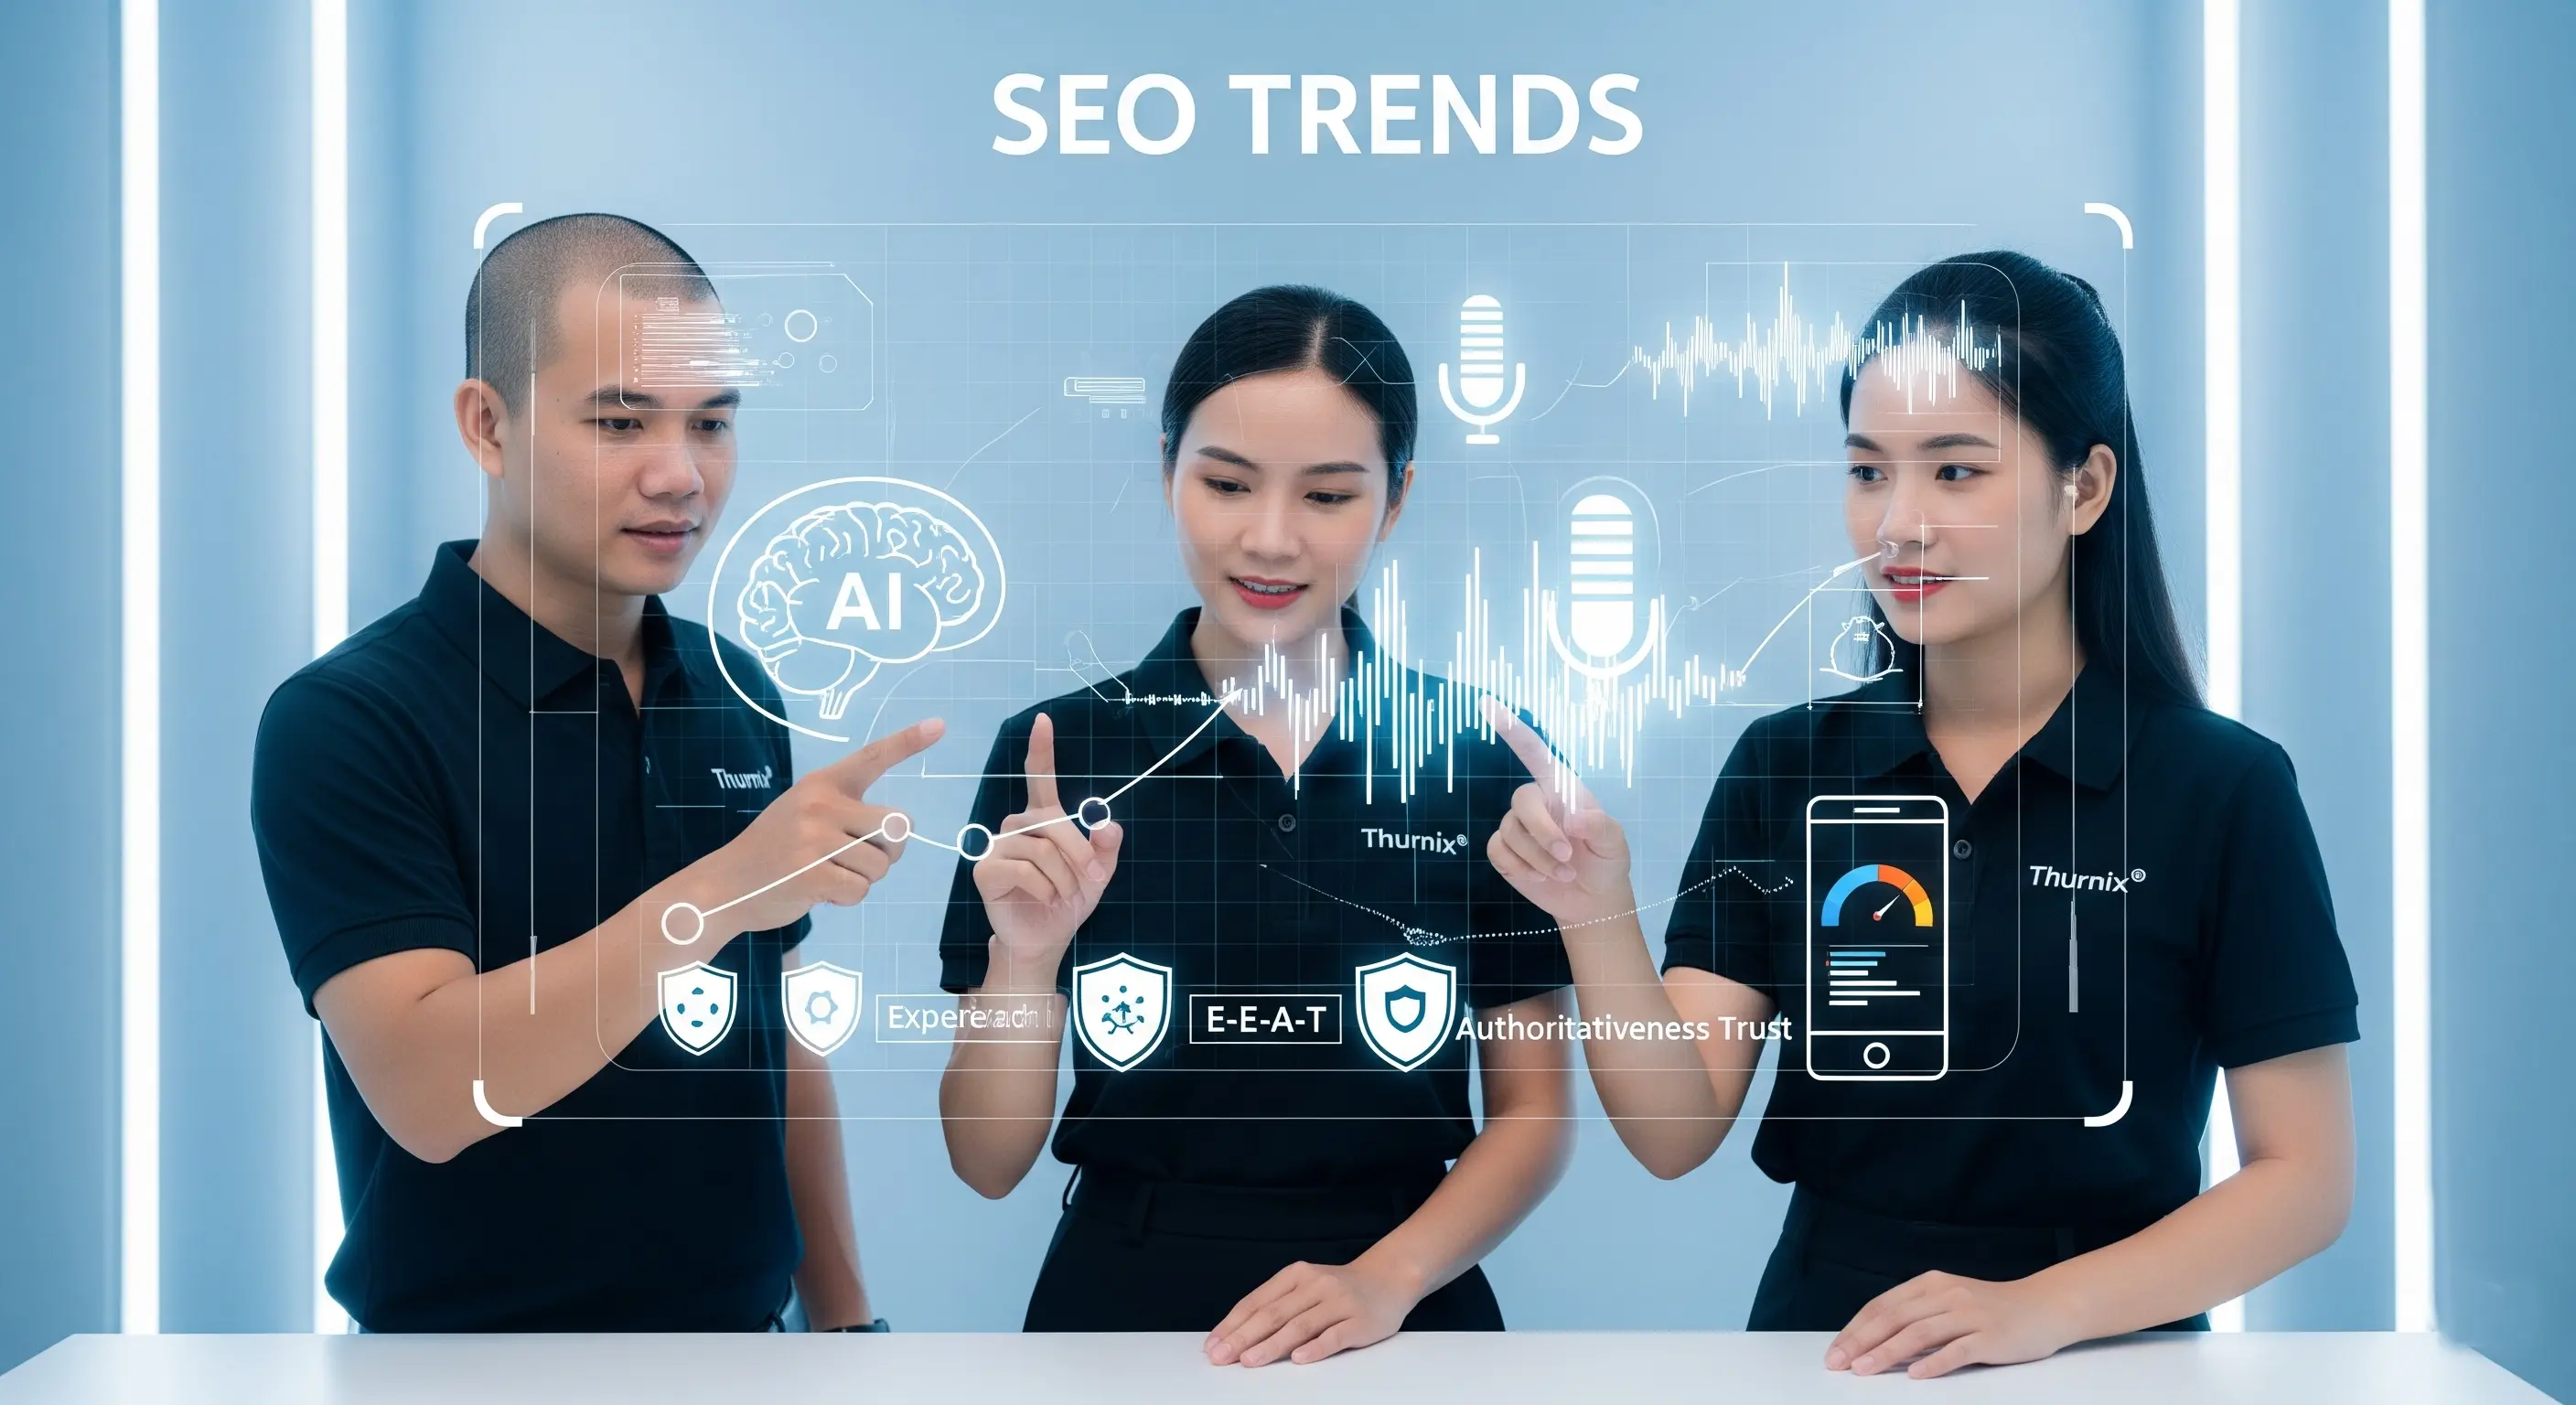 SEO TRENDS
AI
Thurnix
Thurnix®
Thurnix®
E-E-A-T
Authoritativeness Trust